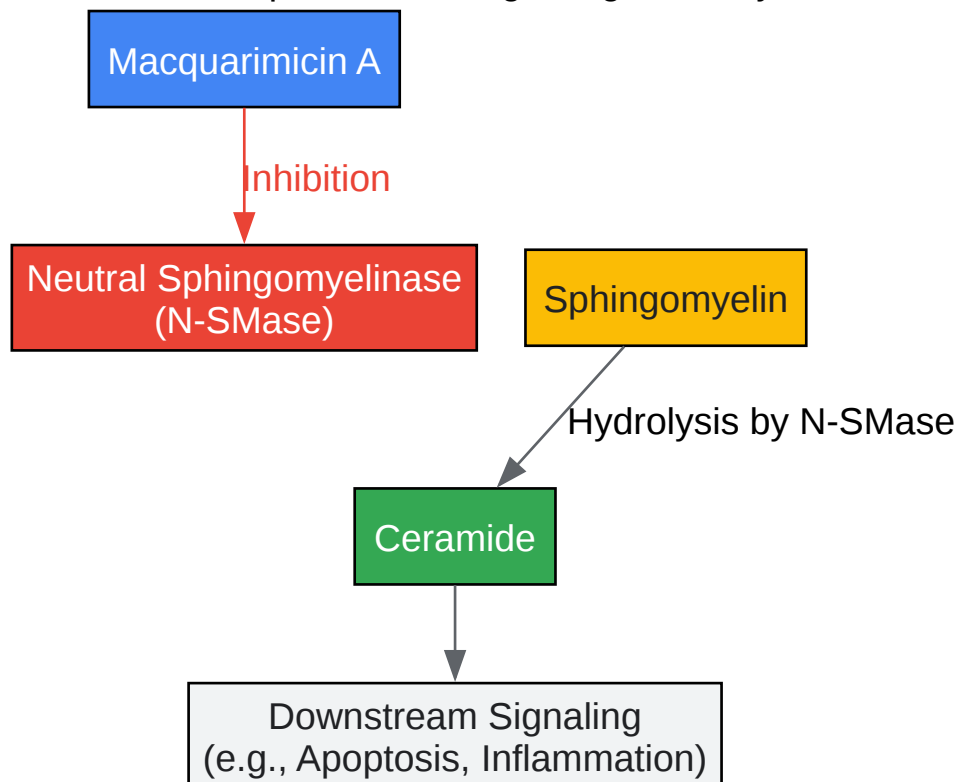 Macquarimicin A
Inhibition
Neutral Sphingomyelinase
(N-SMase)
Sphingomyelin
Hydrolysis by N-SMase
Ceramide
Downstream Signaling
(e.g., Apoptosis, Inflammation)